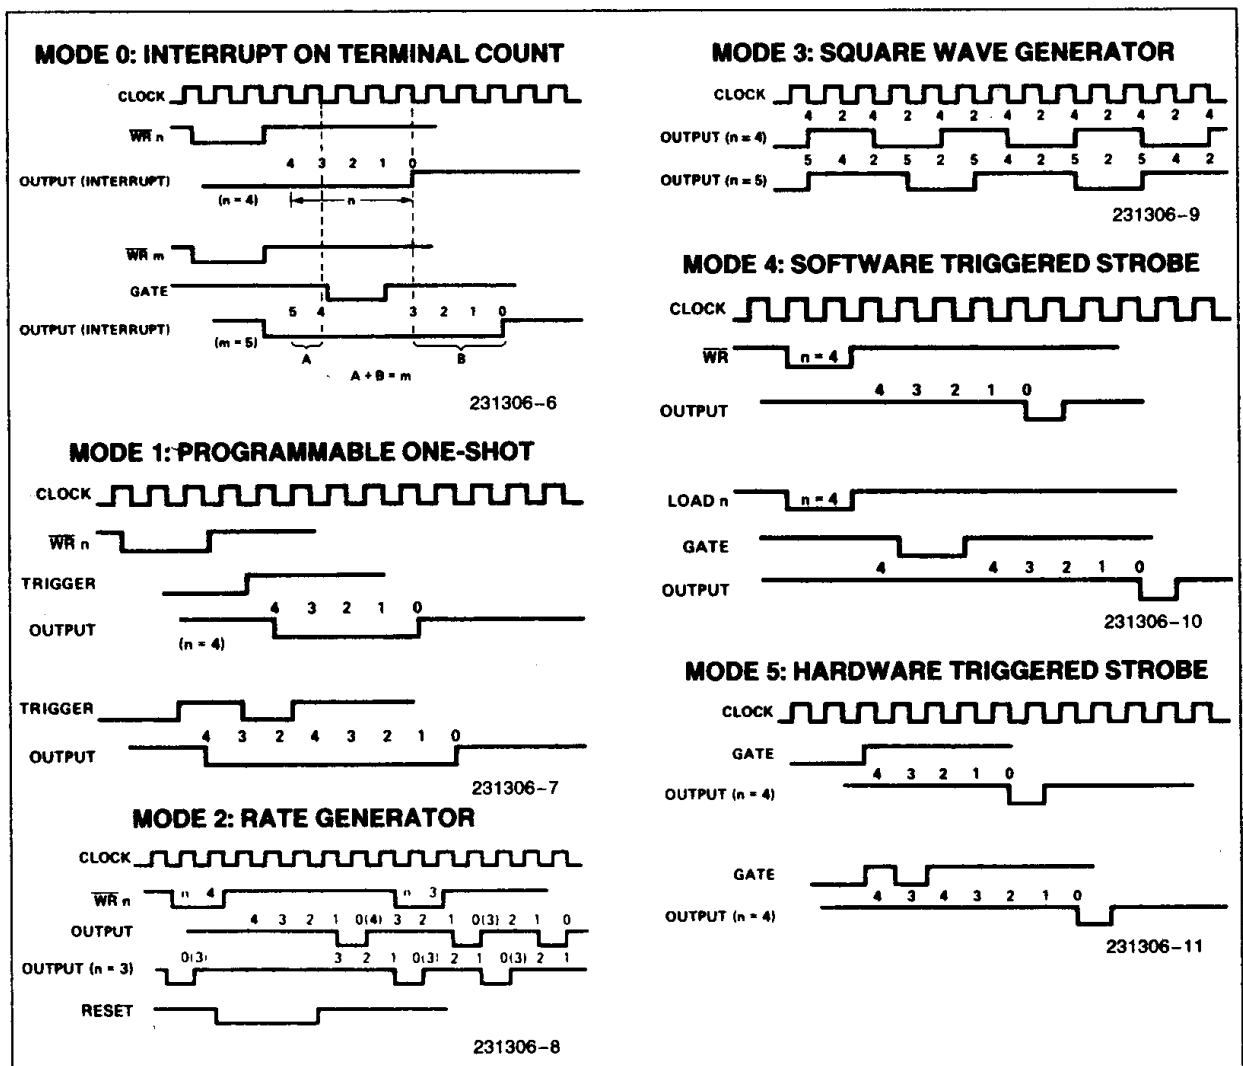 MODE 0: INTERRUPT ON TERMINAL COUNT
CLOCK
WR n
4 3 2 1 0
OUTPUT (INTERRUPT)
(n = 4)
n
WR m
GATE
5 4 3 2 1 0
OUTPUT (INTERRUPT)
(m = 5)
A B
A + B = m
231306-6
MODE 1: PROGRAMMABLE ONE-SHOT
CLOCK
WR n
TRIGGER
4 3 2 1 0
OUTPUT
(n = 4)
TRIGGER
4 3 2 4 3 2 1 0
OUTPUT
231306-7
MODE 2: RATE GENERATOR
CLOCK
WR n
n 4 n 3
4 3 2 1 0(4) 3 2 1 0(3) 2 1 0
OUTPUT
0(3) 3 2 1 0(3) 2 1 0(3) 2 1
OUTPUT (n = 3)
RESET
231306-8
MODE 3: SQUARE WAVE GENERATOR
CLOCK
4 2 4 2 4 2 4 2 4 2 4 2 4
OUTPUT (n = 4)
5 4 2 5 2 5 4 2 5 2 5 4 2
OUTPUT (n = 5)
231306-9
MODE 4: SOFTWARE TRIGGERED STROBE
CLOCK
WR n = 4
4 3 2 1 0
OUTPUT
LOAD n n = 4
GATE
4 4 3 2 1 0
OUTPUT
231306-10
MODE 5: HARDWARE TRIGGERED STROBE
CLOCK
GATE
4 3 2 1 0
OUTPUT (n = 4)
GATE
4 3 4 3 2 1 0
OUTPUT (n = 4)
231306-11